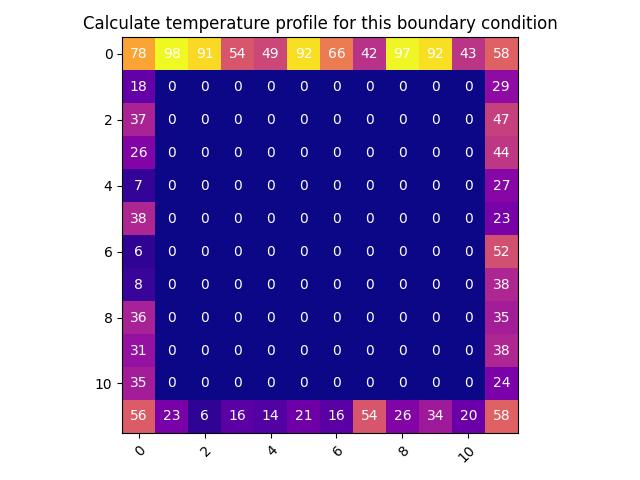 Calculate temperature profile for this boundary condition
0 78 98 91 54 49 92 66 42 97 92 43 58
18 0 0 0 0 0 0 0 0 0 0 29
2 37 0 0 0 0 0 0 0 0 0 0 47
26 0 0 0 0 0 0 0 0 0 0 44
4 7 0 0 0 0 0 0 0 0 0 0 27
38 0 0 0 0 0 0 0 0 0 0 23
6 6 0 0 0 0 0 0 0 0 0 0 52
8 0 0 0 0 0 0 0 0 0 0 38
8 36 0 0 0 0 0 0 0 0 0 0 35
31 0 0 0 0 0 0 0 0 0 0 38
10 35 0 0 0 0 0 0 0 0 0 0 24
56 23 6 16 14 21 16 54 26 34 20 58
0 2 4 6 8 10